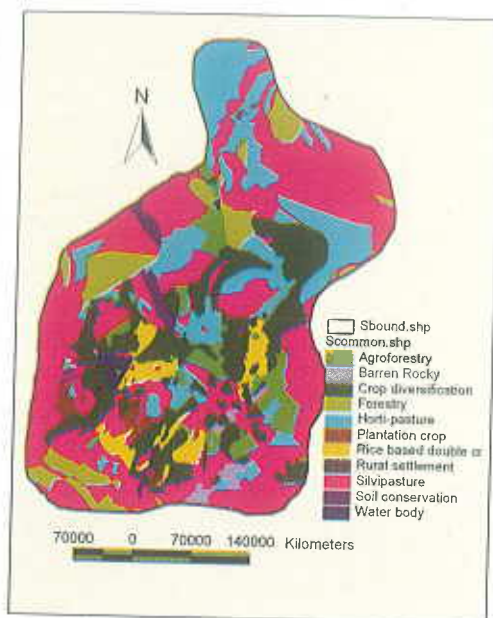 N
Sbound.shp
Scommon.shp
Agroforestry
Barren Rocky
Crop diversification
Forestry
Horti-pasture
Plantation crop
Rice based double cr
Rural settlement
Silvipasture
Soil conservation
Water body
70000 0 70000 140000 Kilometers